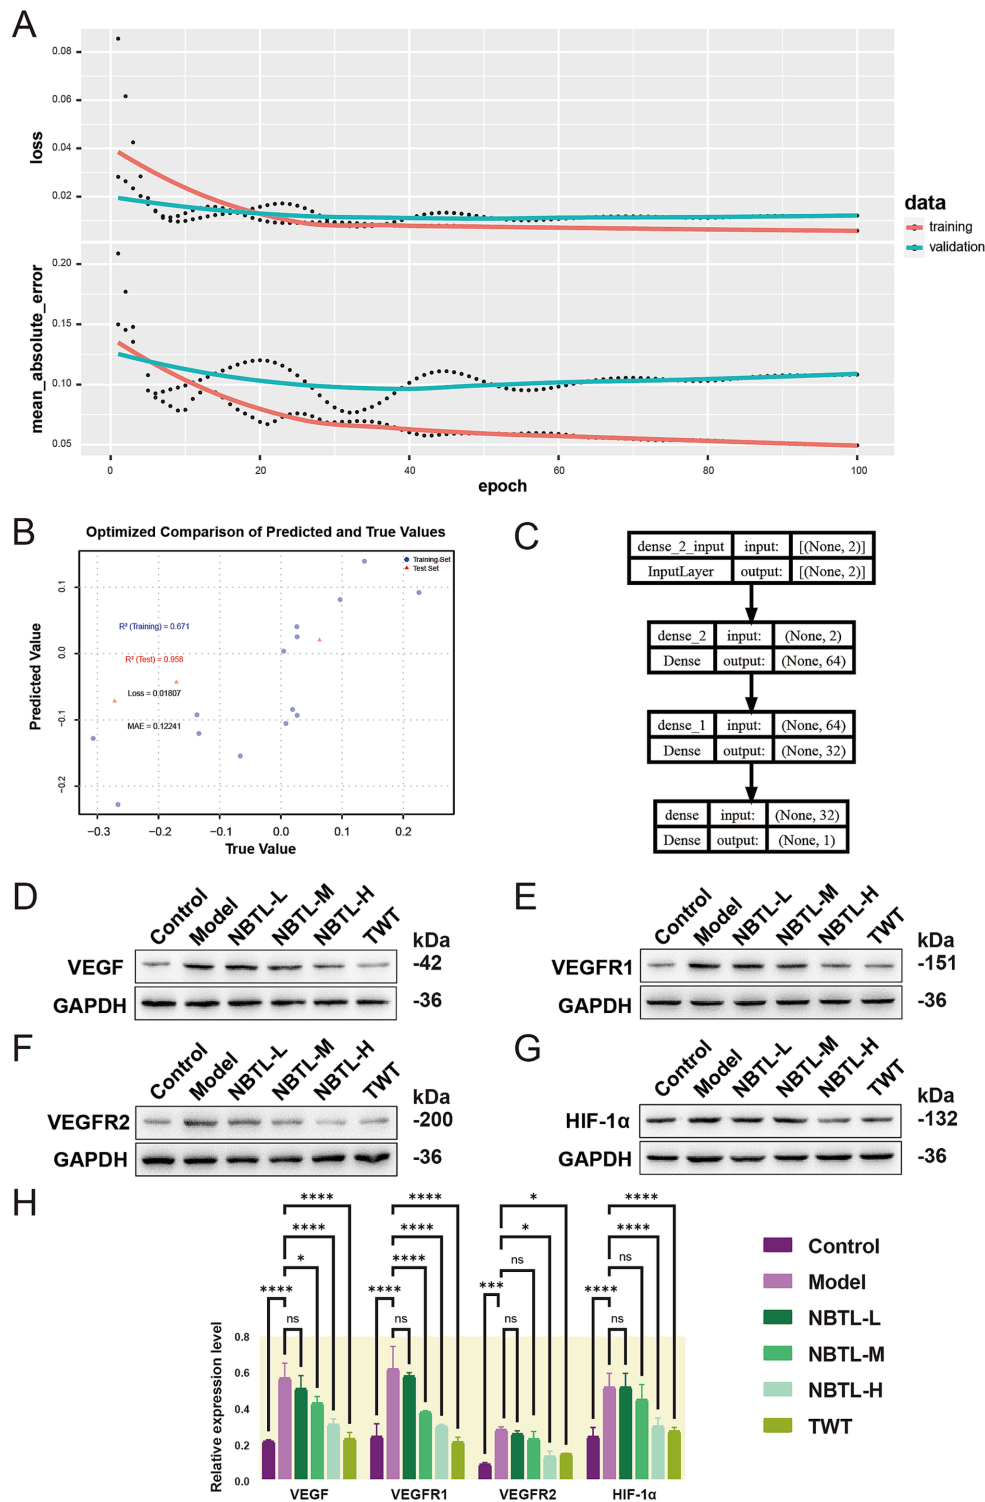 A
0.08
0.06
0.04
0.02
loss
0.20
0.15
0.10
0.05
mean_absolute_error
0
20
40
60
80
100
epoch
data
training
validation
B
Optimized Comparison of Predicted and True Values
Training Set
Test Set
R² (Training) = 0.671
R² (Test) = 0.958
Loss = 0.01807
MAE = 0.12241
0.1
0.0
−0.1
−0.2
Predicted Value
−0.3
−0.2
−0.1
0.0
0.1
0.2
True Value
C
dense_2_input input: [(None, 2)]
InputLayer output: [(None, 2)]
dense_2 input: (None, 2)
Dense output: (None, 64)
dense_1 input: (None, 64)
Dense output: (None, 32)
dense input: (None, 32)
Dense output: (None, 1)
D
Control Model NBTL-L NBTL-M NBTL-H TWT
kDa
VEGF -42
GAPDH -36
E
Control Model NBTL-L NBTL-M NBTL-H TWT
kDa
VEGFR1 -151
GAPDH -36
F
Control Model NBTL-L NBTL-M NBTL-H TWT
kDa
VEGFR2 -200
GAPDH -36
G
Control Model NBTL-L NBTL-M NBTL-H TWT
kDa
HIF-1α -132
GAPDH -36
H
**** **** * ****
**** **** * ****
* **** ns ns
**** **** *** ****
ns ns ns ns
0.8
0.6
0.4
0.2
0.0
Relative expression level
VEGF VEGFR1 VEGFR2 HIF-1α
Control
Model
NBTL-L
NBTL-M
NBTL-H
TWT